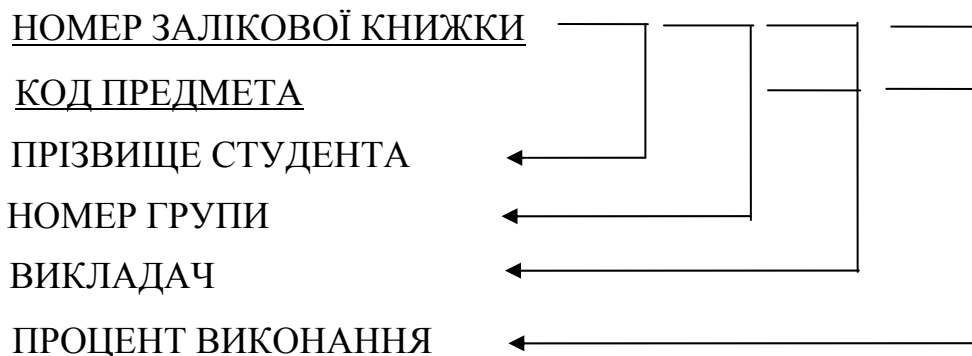 НОМЕР ЗАЛІКОВОЇ КНИЖКИ
КОД ПРЕДМЕТА
ПРІЗВИЩЕ СТУДЕНТА
НОМЕР ГРУПИ
ВИКЛАДАЧ
ПРОЦЕНТ ВИКОНАННЯ